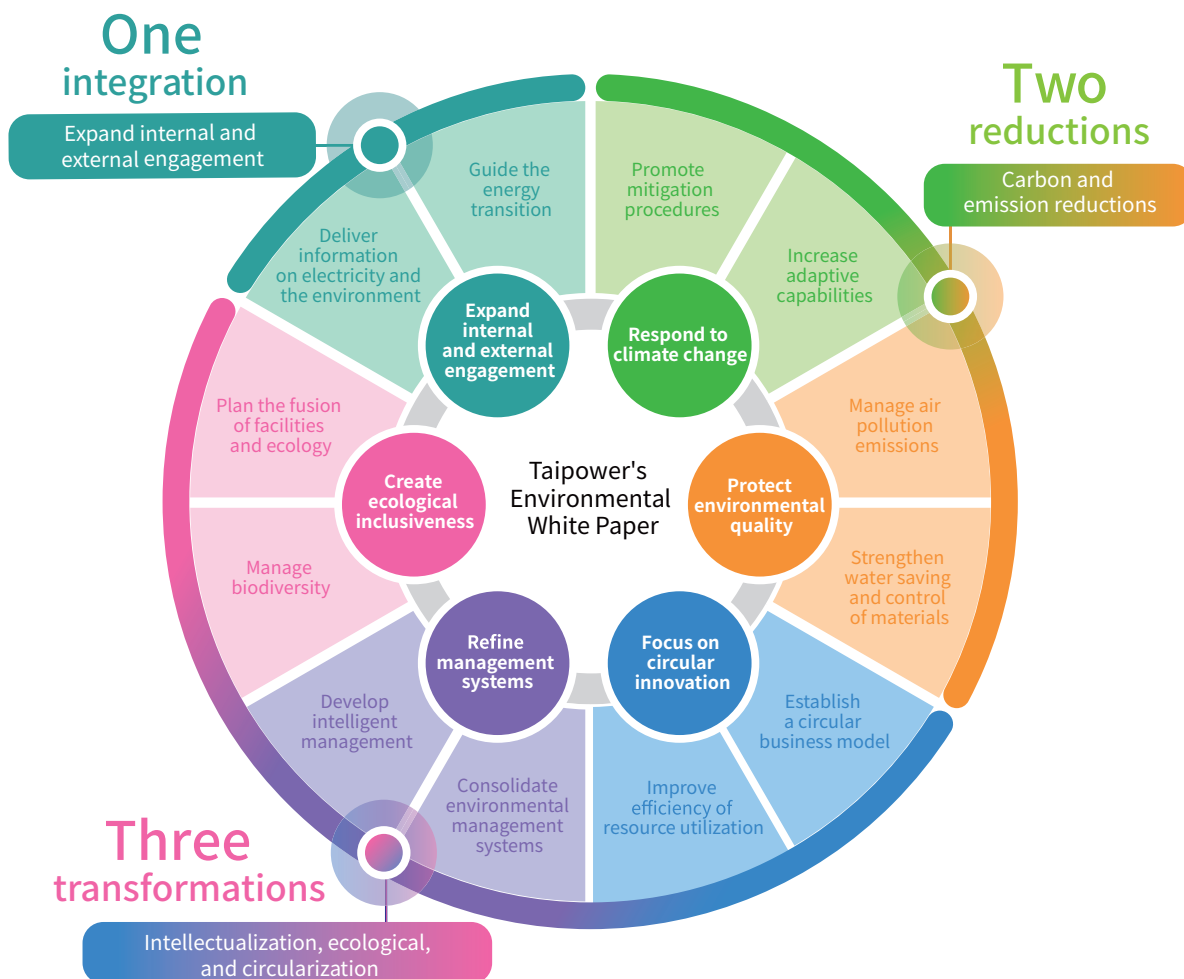 One
integration
Expand internal and
external engagement
Two
reductions
Carbon and
emission reductions
Guide the
energy
transition
Deliver
information
on electricity and
the environment
Expand
internal
and external
engagement
Promote
mitigation
procedures
Increase
adaptive
capabilities
Respond to
climate change
Manage air
pollution
emissions
Strengthen
water saving
and control
of materials
Protect
environmental
quality
Taipower's
Environmental
White Paper
Plan the fusion
of facilities
and ecology
Manage
biodiversity
Create
ecological
inclusiveness
Refine
management
systems
Develop
intelligent
management
Consolidate
environmental
management
systems
Focus on
circular
innovation
Establish
a circular
business model
Improve
efficiency of
resource utilization
Three
transformations
Intellectualization, ecological,
and circularization